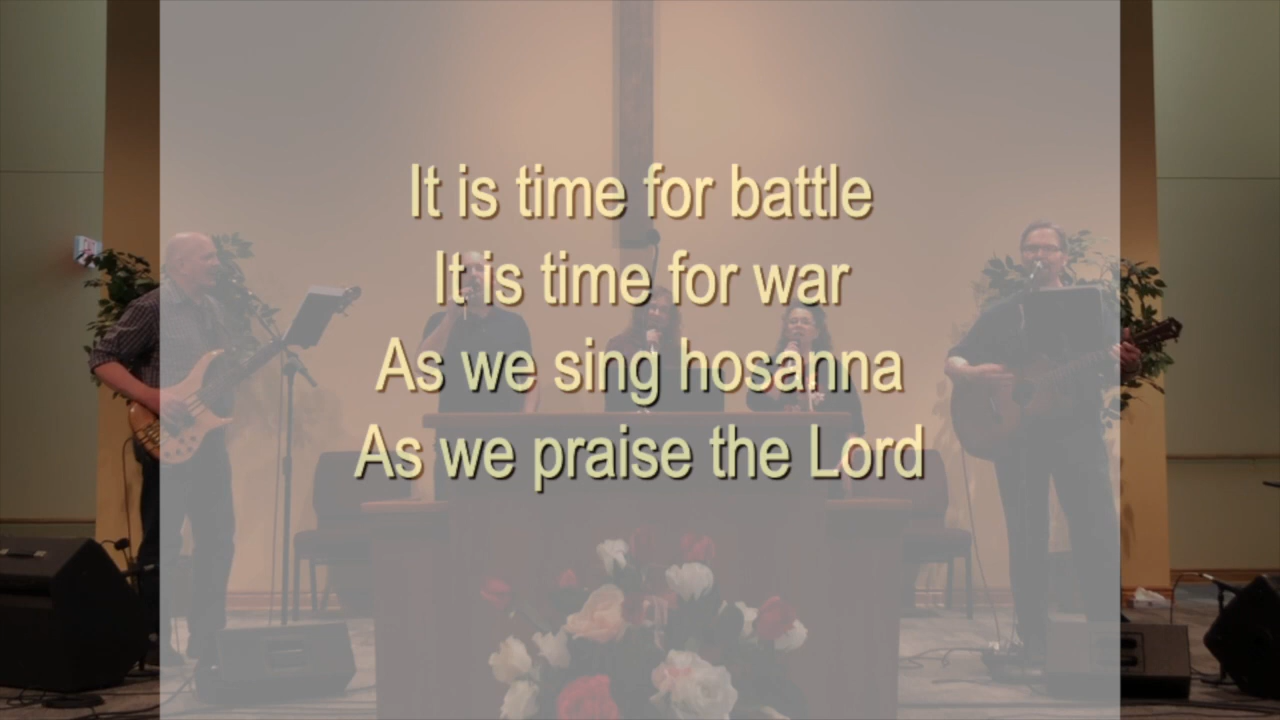 It is time for battle
It is time for war
As we sing hosanna
As we praise the Lord